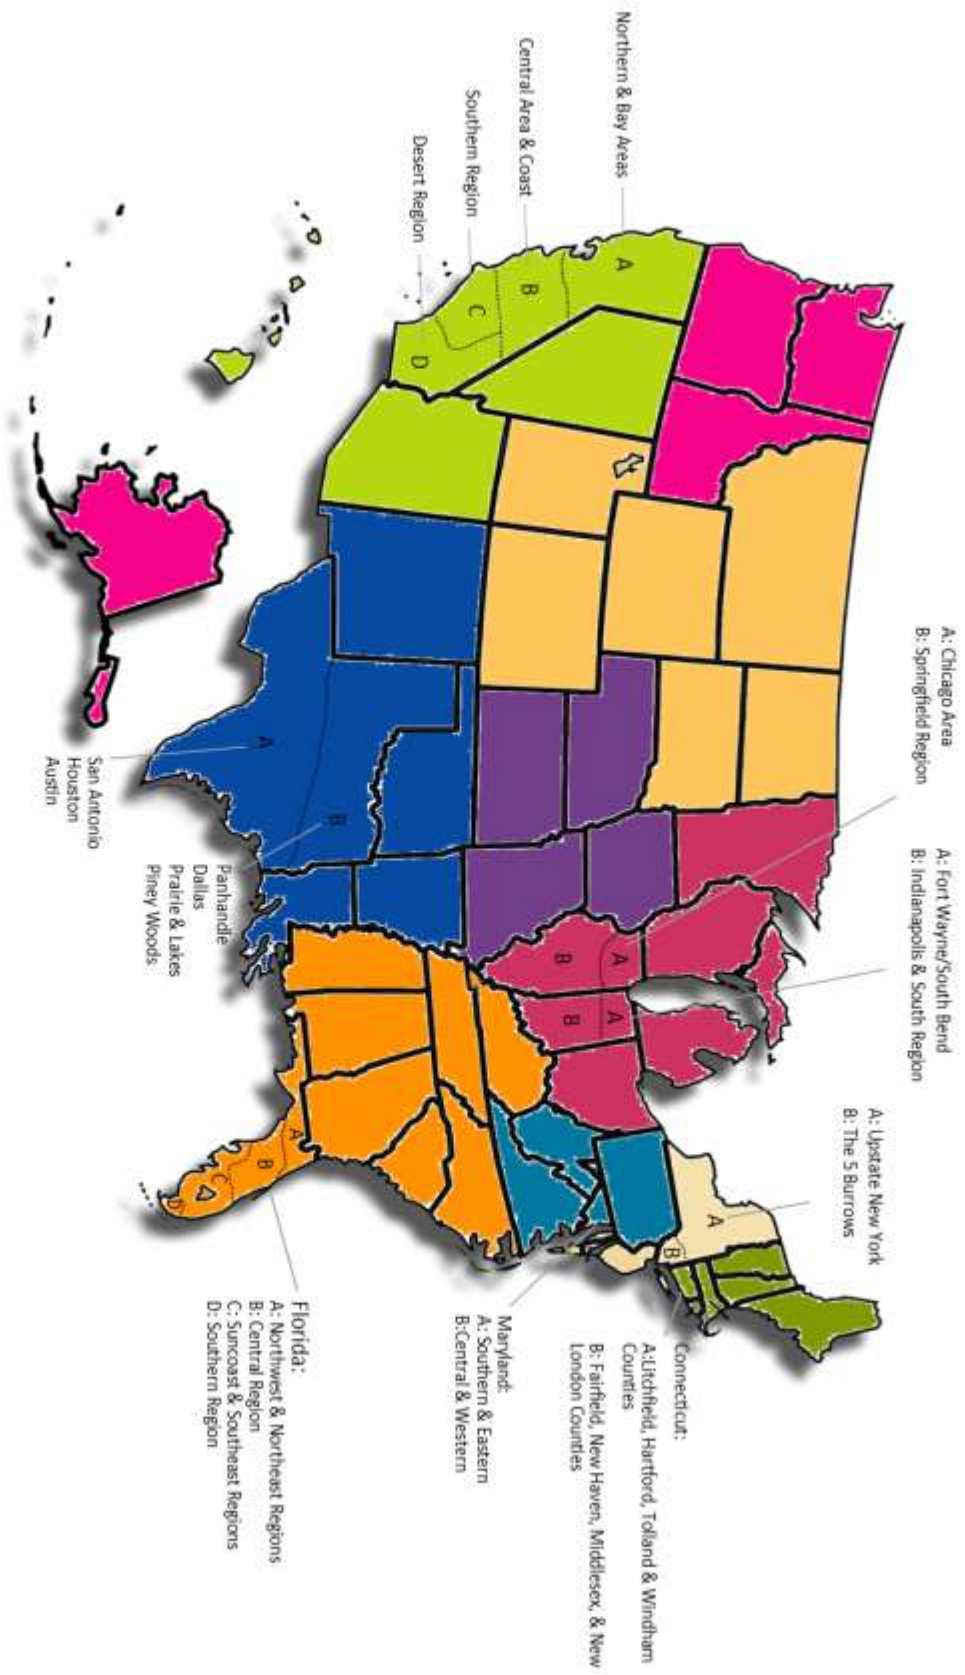 Northern & Bay Areas
Central Area & Coast
Southern Region
Desert Region
A
B
C
D
A: Chicago Area
B: Springfield Region
A
B
A: Fort Wayne/South Bend
B: Indianapolis & South Region
A
B
A: Upstate New York
B: The 5 Burrows
A
B
Connecticut:
A:Litchfield, Hartford, Tolland & Windham
Counties
B: Fairfield, New Haven, Middlesex, & New
London Counties
Maryland:
A: Southern & Eastern
B:Central & Western
Florida:
A: Northwest & Northeast Regions
B: Central Region
C: Suncoast & Southeast Regions
D: Southern Region
A
B
C
D
B
A
Panhandle
Dallas
Prairie & Lakes
Piney Woods
San Antonio
Houston
Austin